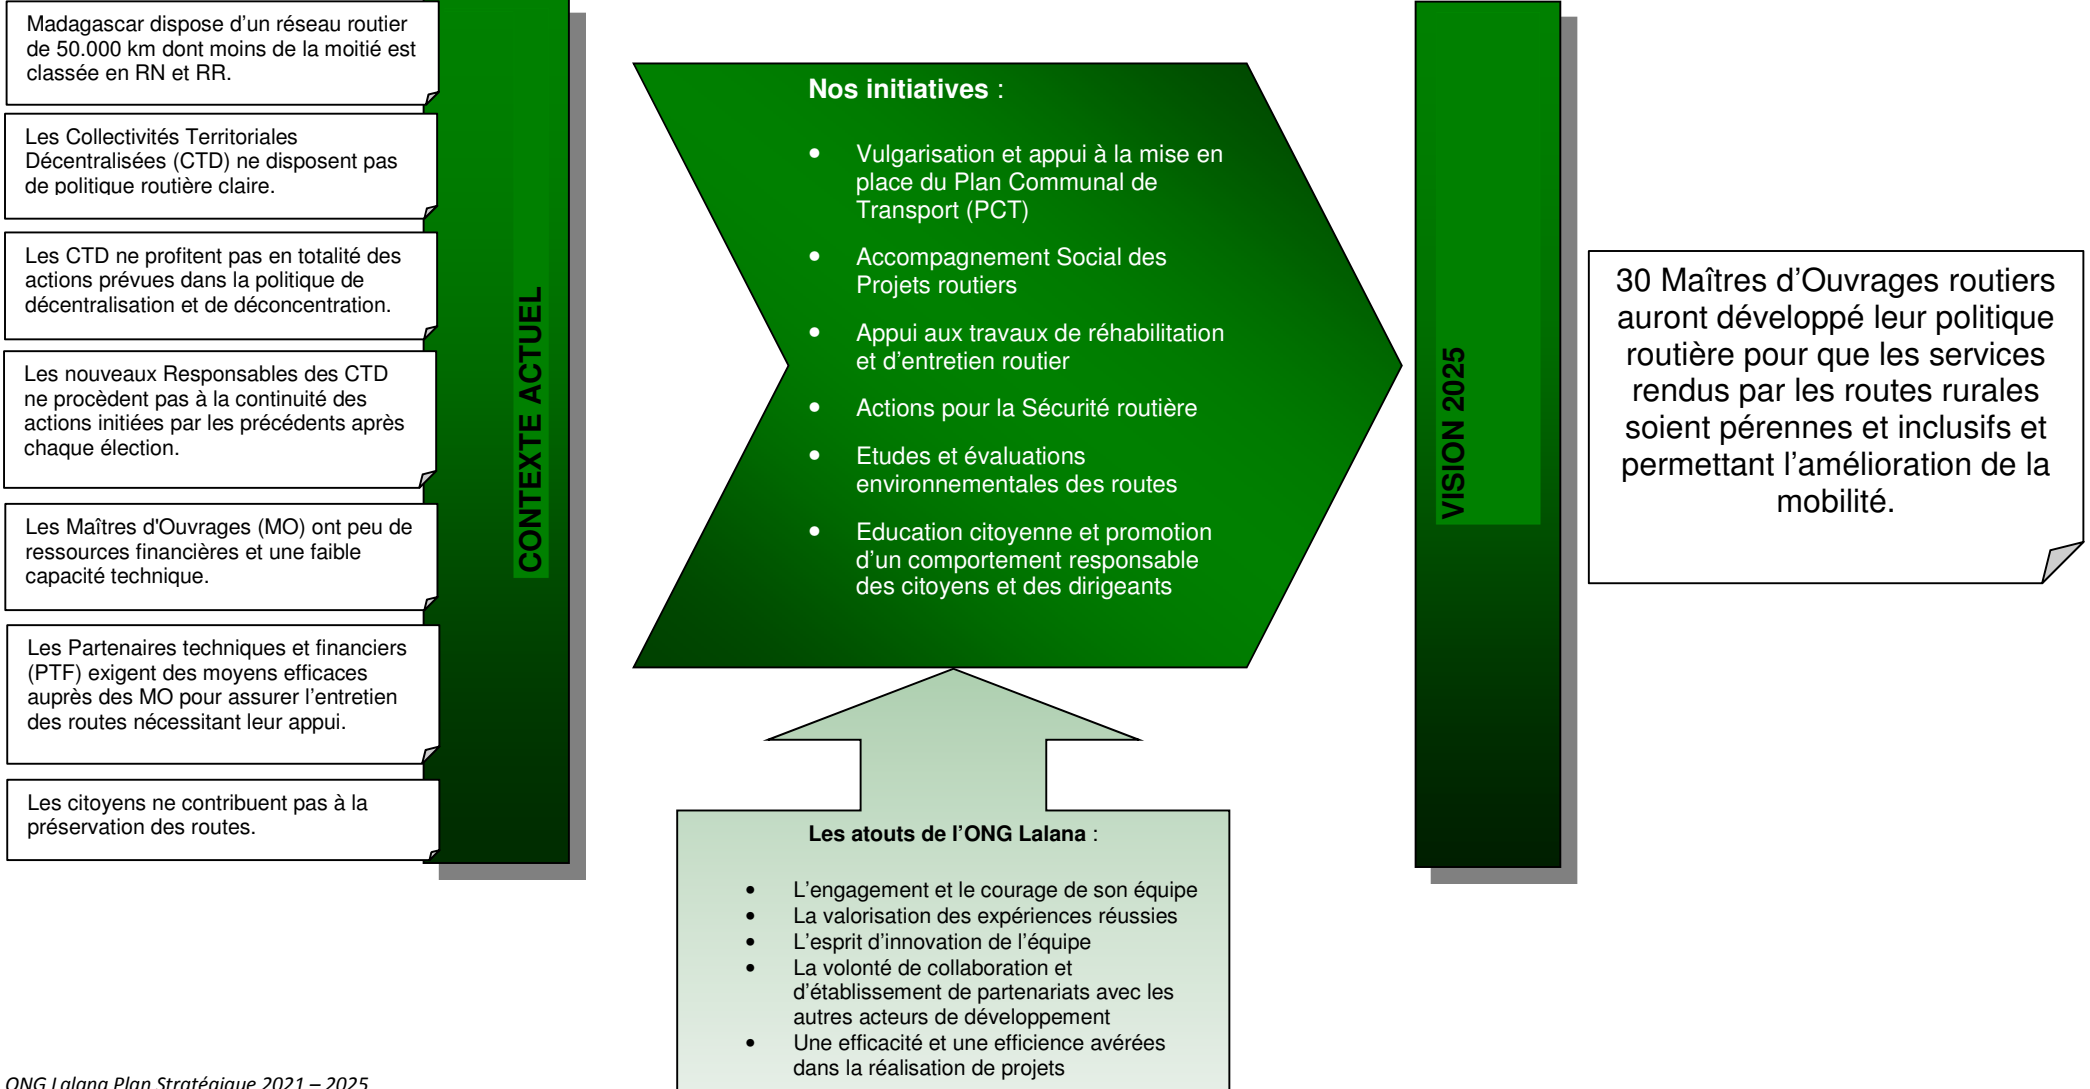 Madagascar dispose d'un réseau routier
de 50.000 km dont moins de la moitié est
classée en RN et RR.
Les Collectivités Territoriales
Décentralisées (CTD) ne disposent pas
de politique routière claire.
Les CTD ne profitent pas en totalité des
actions prévues dans la politique de
décentralisation et de déconcentration.
Les nouveaux Responsables des CTD
ne procèdent pas à la continuité des
actions initiées par les précédents après
chaque élection.
Les Maîtres d'Ouvrages (MO) ont peu de
ressources financières et une faible
capacité technique.
Les Partenaires techniques et financiers
(PTF) exigent des moyens efficaces
auprès des MO pour assurer l'entretien
des routes nécessitant leur appui.
Les citoyens ne contribuent pas à la
préservation des routes.
CONTEXTE ACTUEL
Nos initiatives :
• Vulgarisation et appui à la mise en
place du Plan Communal de
Transport (PCT)
• Accompagnement Social des
Projets routiers
• Appui aux travaux de réhabilitation
et d'entretien routier
• Actions pour la Sécurité routière
• Etudes et évaluations
environnementales des routes
• Education citoyenne et promotion
d'un comportement responsable
des citoyens et des dirigeants
Les atouts de l'ONG Lalana :
• L'engagement et le courage de son équipe
• La valorisation des expériences réussies
• L'esprit d'innovation de l'équipe
• La volonté de collaboration et
d'établissement de partenariats avec les
autres acteurs de développement
• Une efficacité et une efficience avérées
dans la réalisation de projets
VISION 2025
30 Maîtres d'Ouvrages routiers
auront développé leur politique
routière pour que les services
rendus par les routes rurales
soient pérennes et inclusifs et
permettant l'amélioration de la
mobilité.
ONG Lalana Plan Stratégique 2021 – 2025